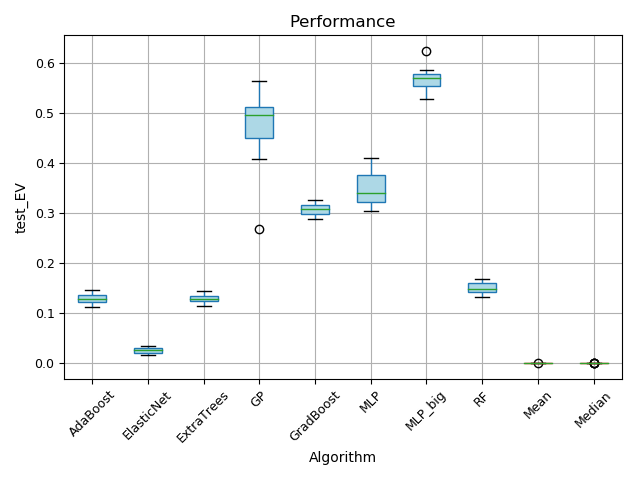 Performance
test_EV
0.6
0.5
0.4
0.3
0.2
0.1
0.0
AdaBoost
ElasticNet
ExtraTrees
GP
GradBoost
MLP
MLP_big
RF
Mean
Median
Algorithm